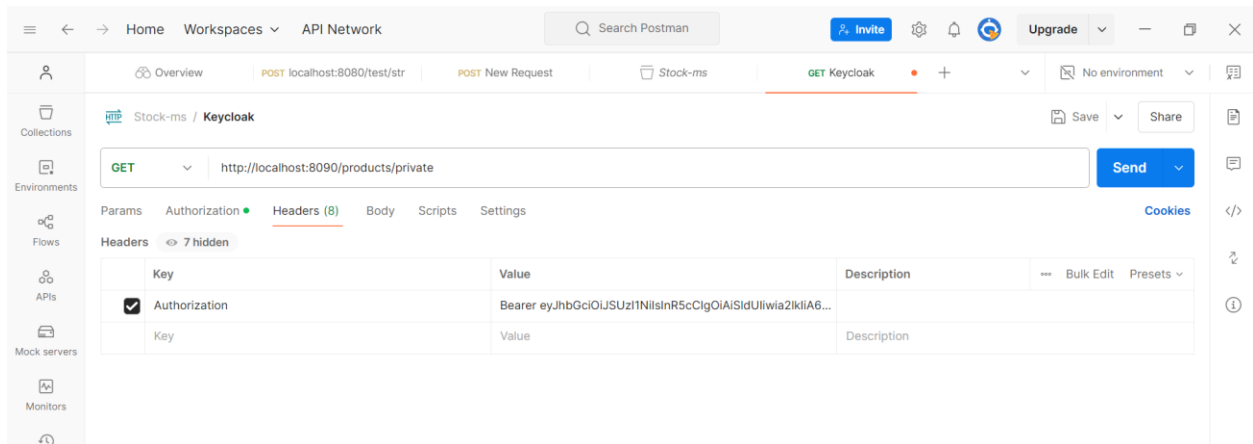 Home Workspaces API Network Search Postman Invite Upgrade
Overview POST localhost:8080/test/str POST New Request Stock-ms GET Keycloak No environment
HTTP Stock-ms / Keycloak Save Share
Collections
GET http://localhost:8090/products/private Send
Environments
Params Authorization Headers (8) Body Scripts Settings Cookies
Flows
Headers 7 hidden
Key Value Description Bulk Edit Presets
APIs
Authorization Bearer eyJhbGciOiJSUzI1NiIsInR5cCIgOiAiSldUIiwia2lkIiA6...
Key Value Description
Mock servers
Monitors